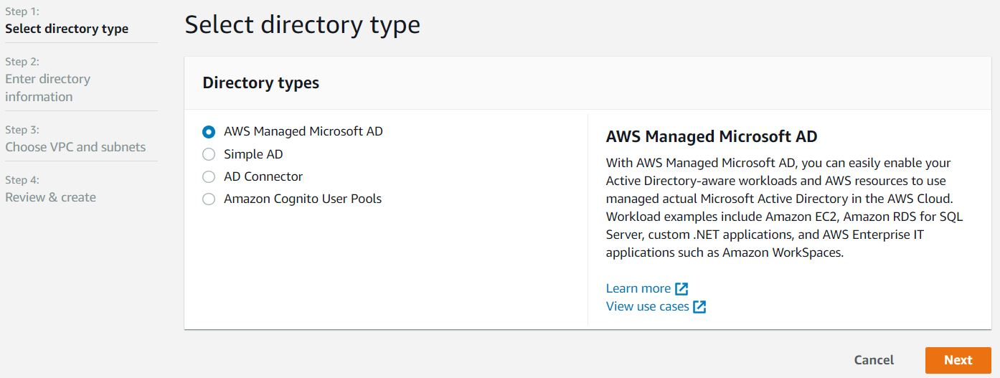 Step 1:
Select directory type
Step 2:
Enter directory
information
Step 3:
Choose VPC and subnets
Step 4:
Review & create
Select directory type
Directory types
AWS Managed Microsoft AD
Simple AD
AD Connector
Amazon Cognito User Pools
AWS Managed Microsoft AD
With AWS Managed Microsoft AD, you can easily enable your
Active Directory-aware workloads and AWS resources to use
managed actual Microsoft Active Directory in the AWS Cloud.
Workload examples include Amazon EC2, Amazon RDS for SQL
Server, custom .NET applications, and AWS Enterprise IT
applications such as Amazon WorkSpaces.
Learn more
View use cases
Cancel
Next